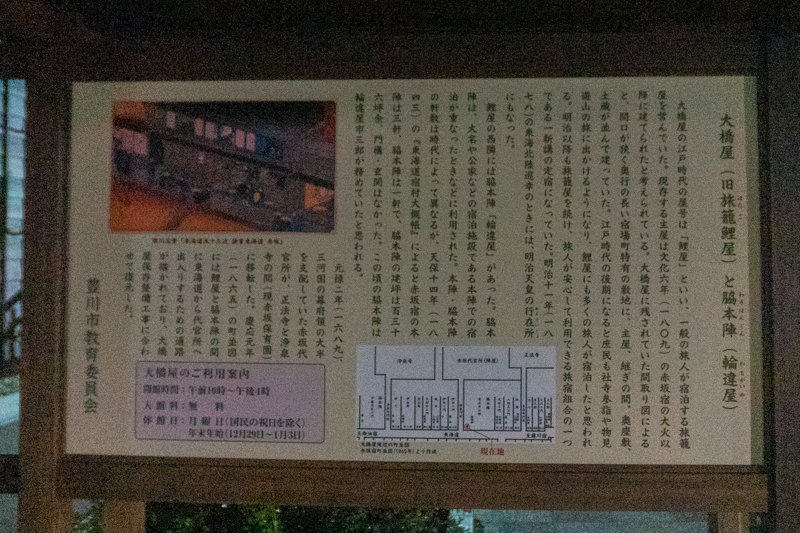 大橋屋(旧旅籠鯉屋)と脇本陣(輪違屋)
大橋屋の江戸時代の屋号は「鯉屋」といい、一般の旅人が宿泊する旅籠
屋を営んでいた。現存する主屋は文化六年(一八〇九)の赤坂宿の大火以
降に建てられたと考えられている。大橋屋に残されていた間取り図による
と、間口が狭く奥行の長い宿場町特有の敷地に、主屋、継ぎの間、奥座敷、
土蔵が並んで建っていた。江戸時代の後期になると庶民も社寺参詣や物見
遊山の旅に出かけるようになり、鯉屋にも多くの旅人が宿泊したと思われ
る。明治以降も旅籠屋を続け、旅人が安心して利用できる旅宿組合の一つ
である一新講の定宿になっていた。明治十一年(一八
七八)の東海北陸巡幸のときには、明治天皇の行在所
にもなった。
鯉屋の西隣には脇本陣「輪違屋」があった。脇本
陣は、大名や公家などの宿泊施設である本陣での宿
泊が重なったときなどに利用された。本陣・脇本陣
の軒数は時代によって異なるが、天保十四年(一八
四三)の『東海道宿村大概帳』によると赤坂宿の本
陣は三軒、脇本陣は一軒で、脇本陣の建坪は百三十
六坪余、門構・玄関はなかった。この頃の脇本陣は
輪違屋市三郎が務めていたと思われる。
元禄二年(一六八九)、
三河国の幕府領の大半
を支配していた赤坂代
官所が、正法寺と浄泉
寺の間(現赤坂保育園)
に移転した。慶応元年
(一八六五)の町並図
には鯉屋と脇本陣の間
に東海道から代官所へ
出入りするための通路
が描かれており、大橋
屋保存整備工事に合わ
せて復元した。
豊川市教育委員会
大橋屋のご利用案内
開館時間:午前10時~午後4時
入館料:無料
休館日:月曜日(国民の祝日を除く)
年末年始(12月29日~1月3日)
浄泉寺
赤坂代官所(陣屋)
正法寺
東海道
現在地